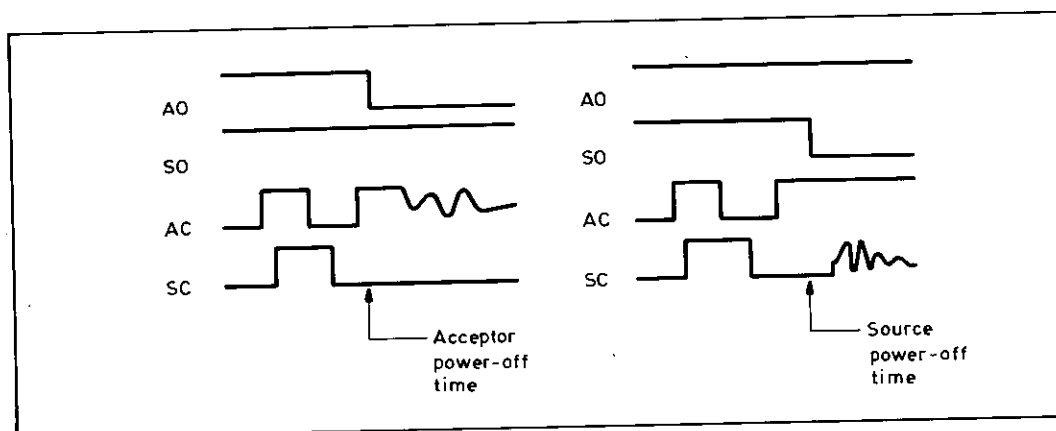 AO
SO
AC
SC
Acceptor
power-off
time
AO
SO
AC
SC
Source
power-off
time